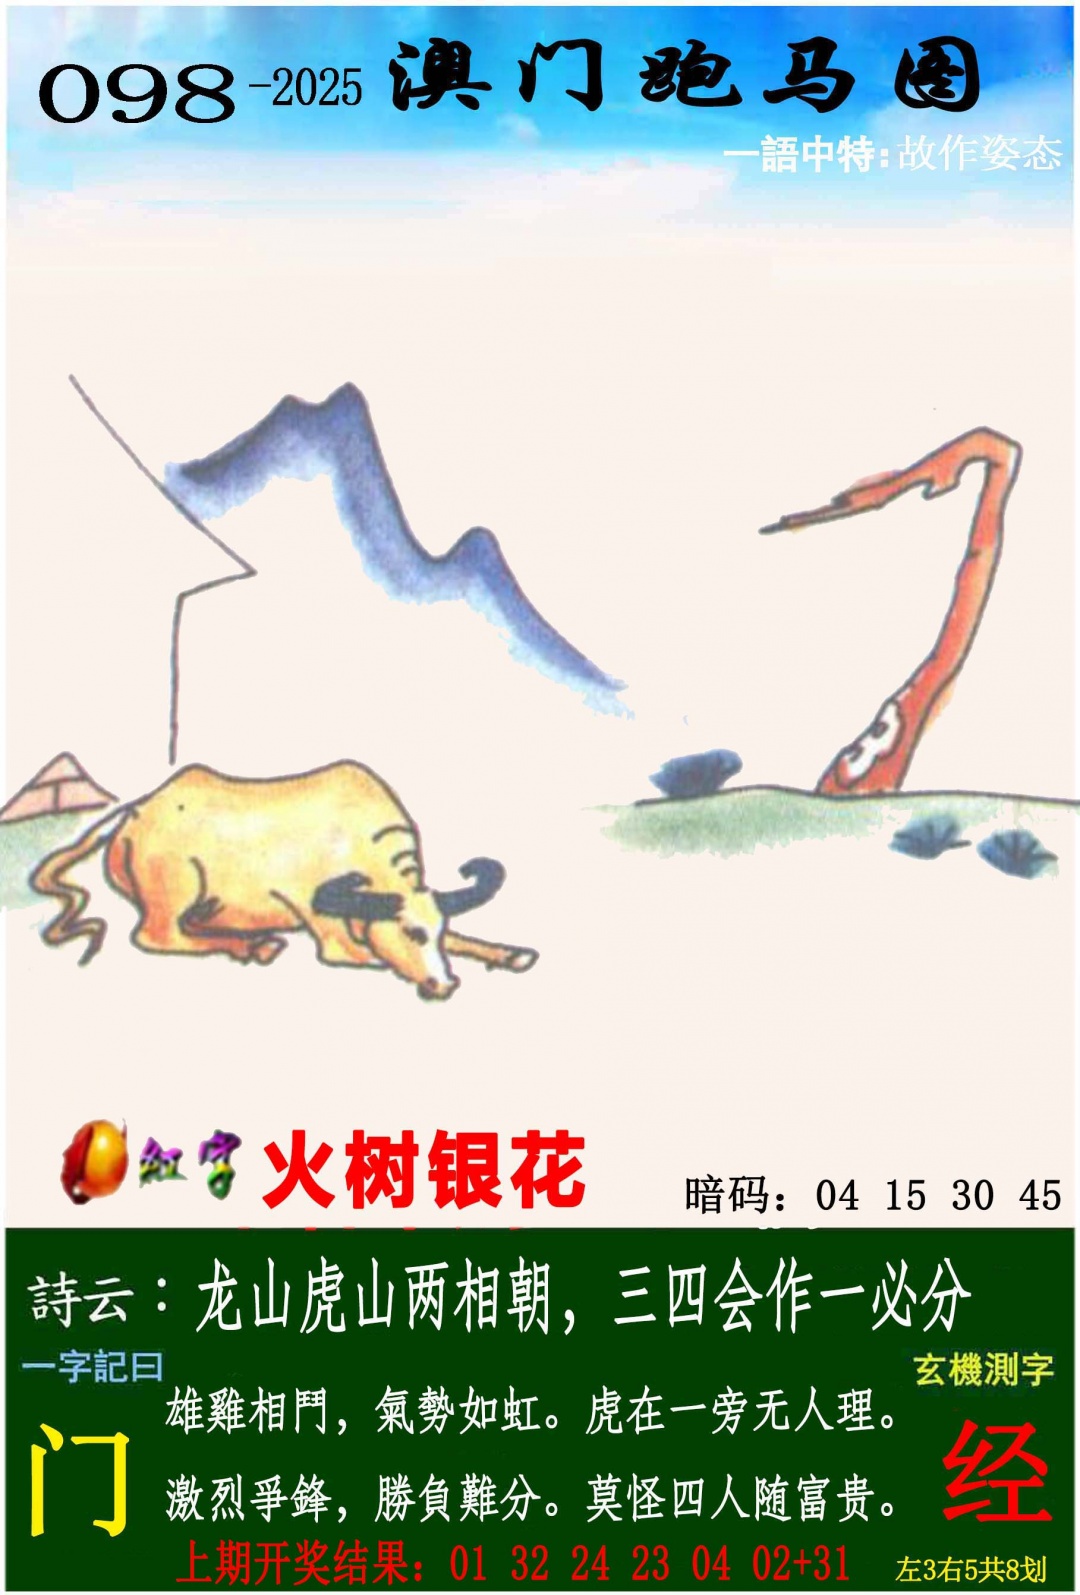 098-2025 澳门跑马图
一語中特:故作姿态
红字 火树银花
暗码：04 15 30 45
詩云：龙山虎山两相朝，三四会作一必分
一字記曰
玄機測字
雄雞相鬥，氣勢如虹。虎在一旁无人理。
门
经
激烈爭鋒，勝負難分。莫怪四人随富贵。
上期开奖结果：01 32 24 23 04 02+31
左3右5共8划